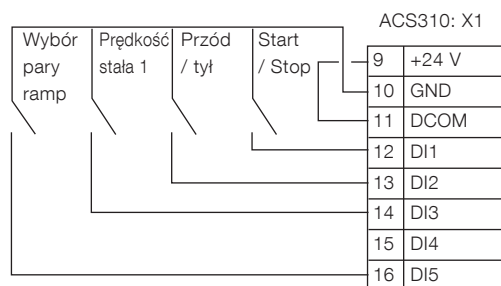 ACS310: X1
Wybór pary ramp
Prędkość stała 1
Przód / tył
Start / Stop
9 +24 V
10 GND
11 DCOM
12 DI1
13 DI2
14 DI3
15 DI4
16 DI5